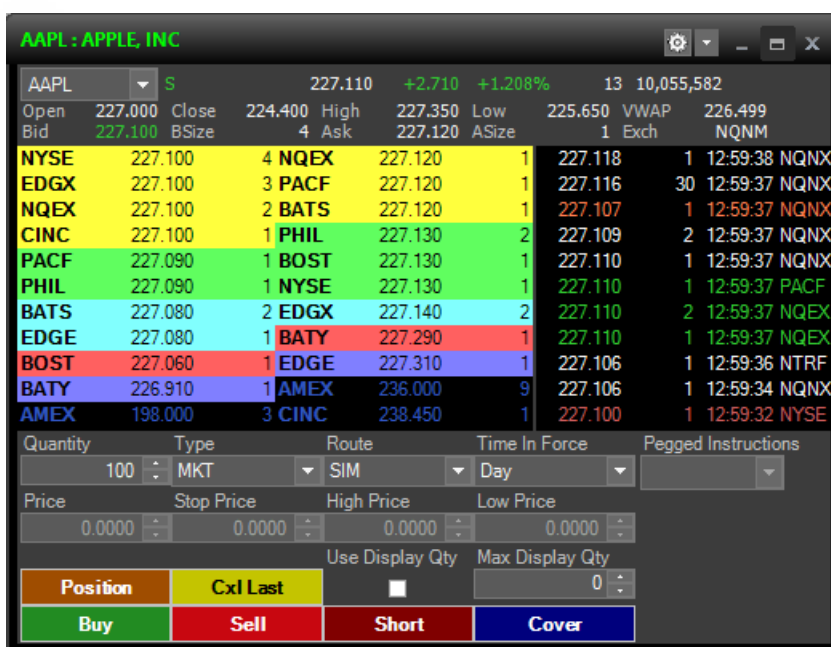 AAPL : APPLE, INC
AAPL S 227.110 +2.710 +1.208% 13 10,055,582
Open 227.000 Close 224.400 High 227.350 Low 225.650 VWAP 226.499
Bid 227.100 BSize 4 Ask 227.120 ASize 1 Exch NQNM
NYSE 227.100 4 NQEX 227.120 1 227.118 1 12:59:38 NQNX
EDGX 227.100 3 PACF 227.120 1 227.116 30 12:59:37 NQNX
NQEX 227.100 2 BATS 227.120 1 227.107 1 12:59:37 NQNX
CINC 227.100 1 PHIL 227.130 2 227.109 2 12:59:37 NQNX
PACF 227.090 1 BOST 227.130 1 227.110 1 12:59:37 NQNX
PHIL 227.090 1 NYSE 227.130 1 227.110 1 12:59:37 PACF
BATS 227.080 2 EDGX 227.140 2 227.110 2 12:59:37 NQEX
EDGE 227.080 1 BATY 227.290 1 227.110 1 12:59:37 NQEX
BOST 227.060 1 EDGE 227.310 1 227.106 1 12:59:36 NTRF
BATY 226.910 1 AMEX 236.000 9 227.106 1 12:59:34 NQNX
AMEX 198.000 3 CINC 238.450 1 227.100 1 12:59:32 NYSE
Quantity Type Route Time In Force Pegged Instructions
100 MKT SIM Day
Price Stop Price High Price Low Price
0.0000 0.0000 0.0000 0.0000
Use Display Qty Max Display Qty
Position Cxl Last 0
Buy Sell Short Cover